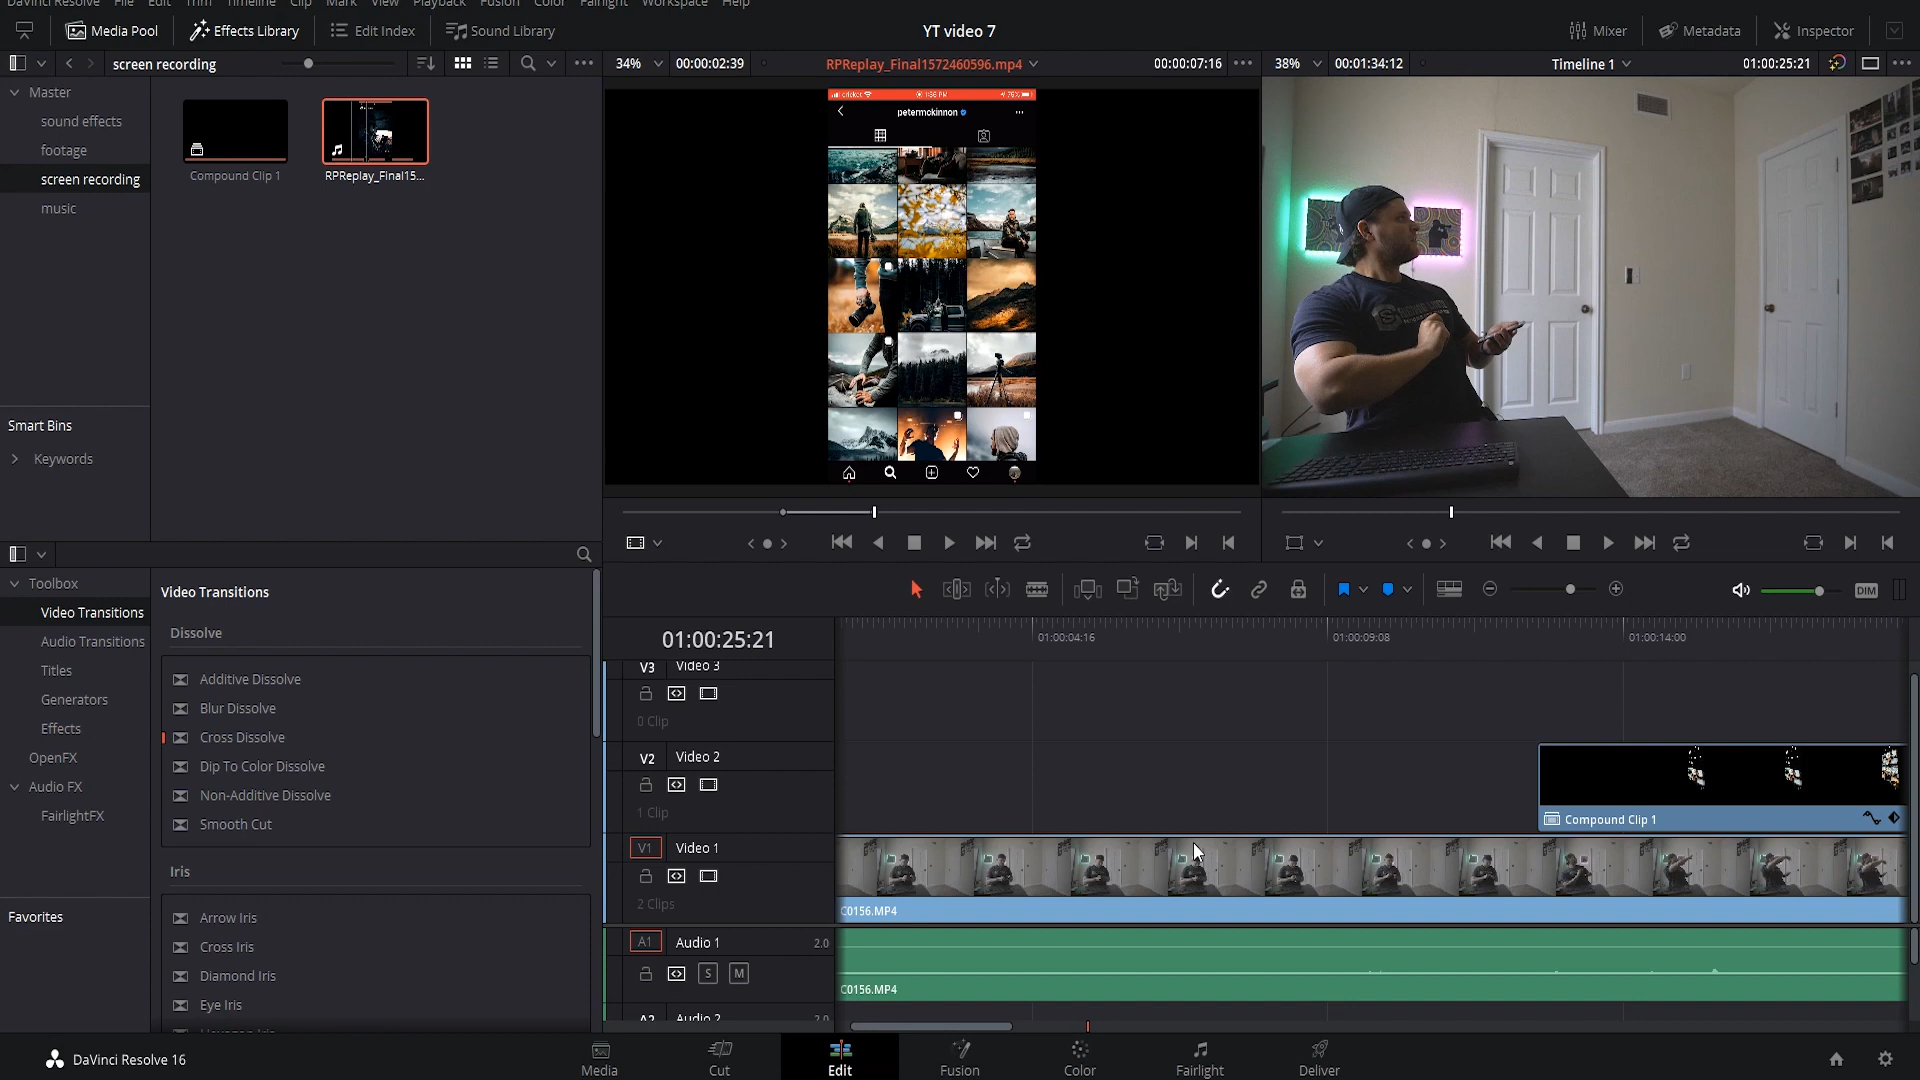 DaVinci Resolve File Edit Trim Timeline Clip Mark View Playback Fusion Color Fairlight Workspace Help
Media Pool
Effects Library
Edit Index
Sound Library
YT video 7
Mixer
Metadata
Inspector
screen recording
34%
00:00:02:39
RPReplay_Final1572460596.mp4
00:00:07:16
38%
00:01:34:12
Timeline 1
01:00:25:21
Master
sound effects
footage
screen recording
music
Compound Clip 1
RPReplay_Final15...
cricket
1:36 PM
75%
petermckinnon
Smart Bins
Keywords
Toolbox
Video Transitions
Audio Transitions
Titles
Generators
Effects
OpenFX
Audio FX
FairlightFX
Favorites
Video Transitions
Dissolve
Additive Dissolve
Blur Dissolve
Cross Dissolve
Dip To Color Dissolve
Non-Additive Dissolve
Smooth Cut
Iris
Arrow Iris
Cross Iris
Diamond Iris
Eye Iris
DIM
01:00:25:21
01:00:04:16
01:00:09:08
01:00:14:00
V3 Video 3
0 Clip
V2 Video 2
1 Clip
Compound Clip 1
V1 Video 1
2 Clips
C0156.MP4
A1 Audio 1 2.0
S M
C0156.MP4
A2 Audio 2 2.0
DaVinci Resolve 16
Media
Cut
Edit
Fusion
Color
Fairlight
Deliver